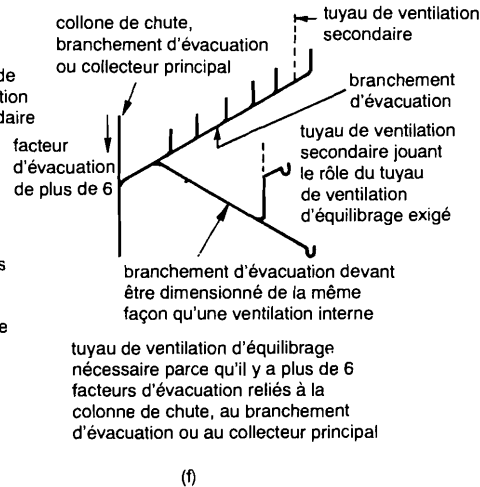 tuyau de ventilation
secondaire
collone de chute,
branchement d'évacuation
ou collecteur principal
de
tion
daire
branchement
d'évacuation
facteur
d'évacuation
de plus de 6
tuyau de ventilation
secondaire jouant
le rôle du tuyau
de ventilation
d'équilibrage exigé
s
branchement d'évacuation devant
être dimensionné de la même
façon qu'une ventilation interne
e
tuyau de ventilation d'équilibrage
nécessaire parce qu'il y a plus de 6
facteurs d'évacuation reliés à la
colonne de chute, au branchement
d'évacuation ou au collecteur principal
(f)